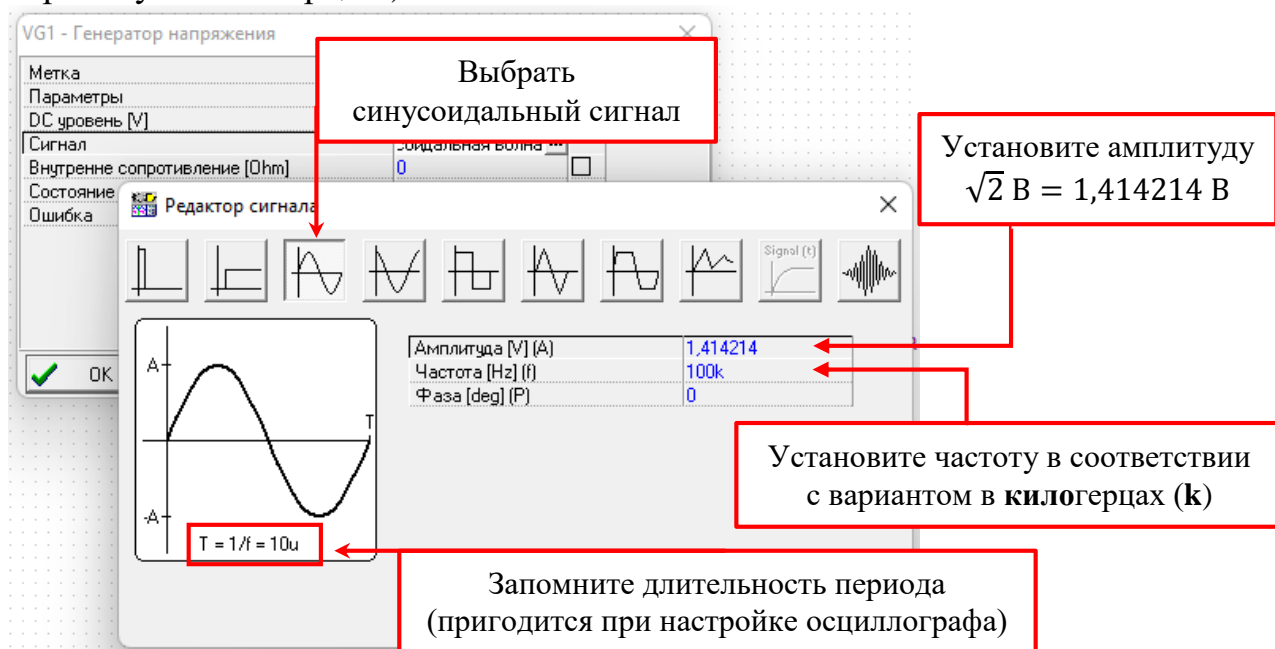 VG1 - Генератор напряжения
Метка
Параметры
DC уровень [V]
Сигнал
Внутренне сопротивление [Ohm]
0
Состояние
Ошибка
OK
Выбрать
синусоидальный сигнал
Установите амплитуду
√2 В = 1,414214 В
Редактор сигнала
Signal (t)
Амплитуда [V] (A)
1,414214
Частота [Hz] (f)
100k
Фаза [deg] (P)
0
A
T
-A
T = 1/f = 10u
Установите частоту в соответствии
с вариантом в килогерцах (k)
Запомните длительность периода
(пригодится при настройке осциллографа)